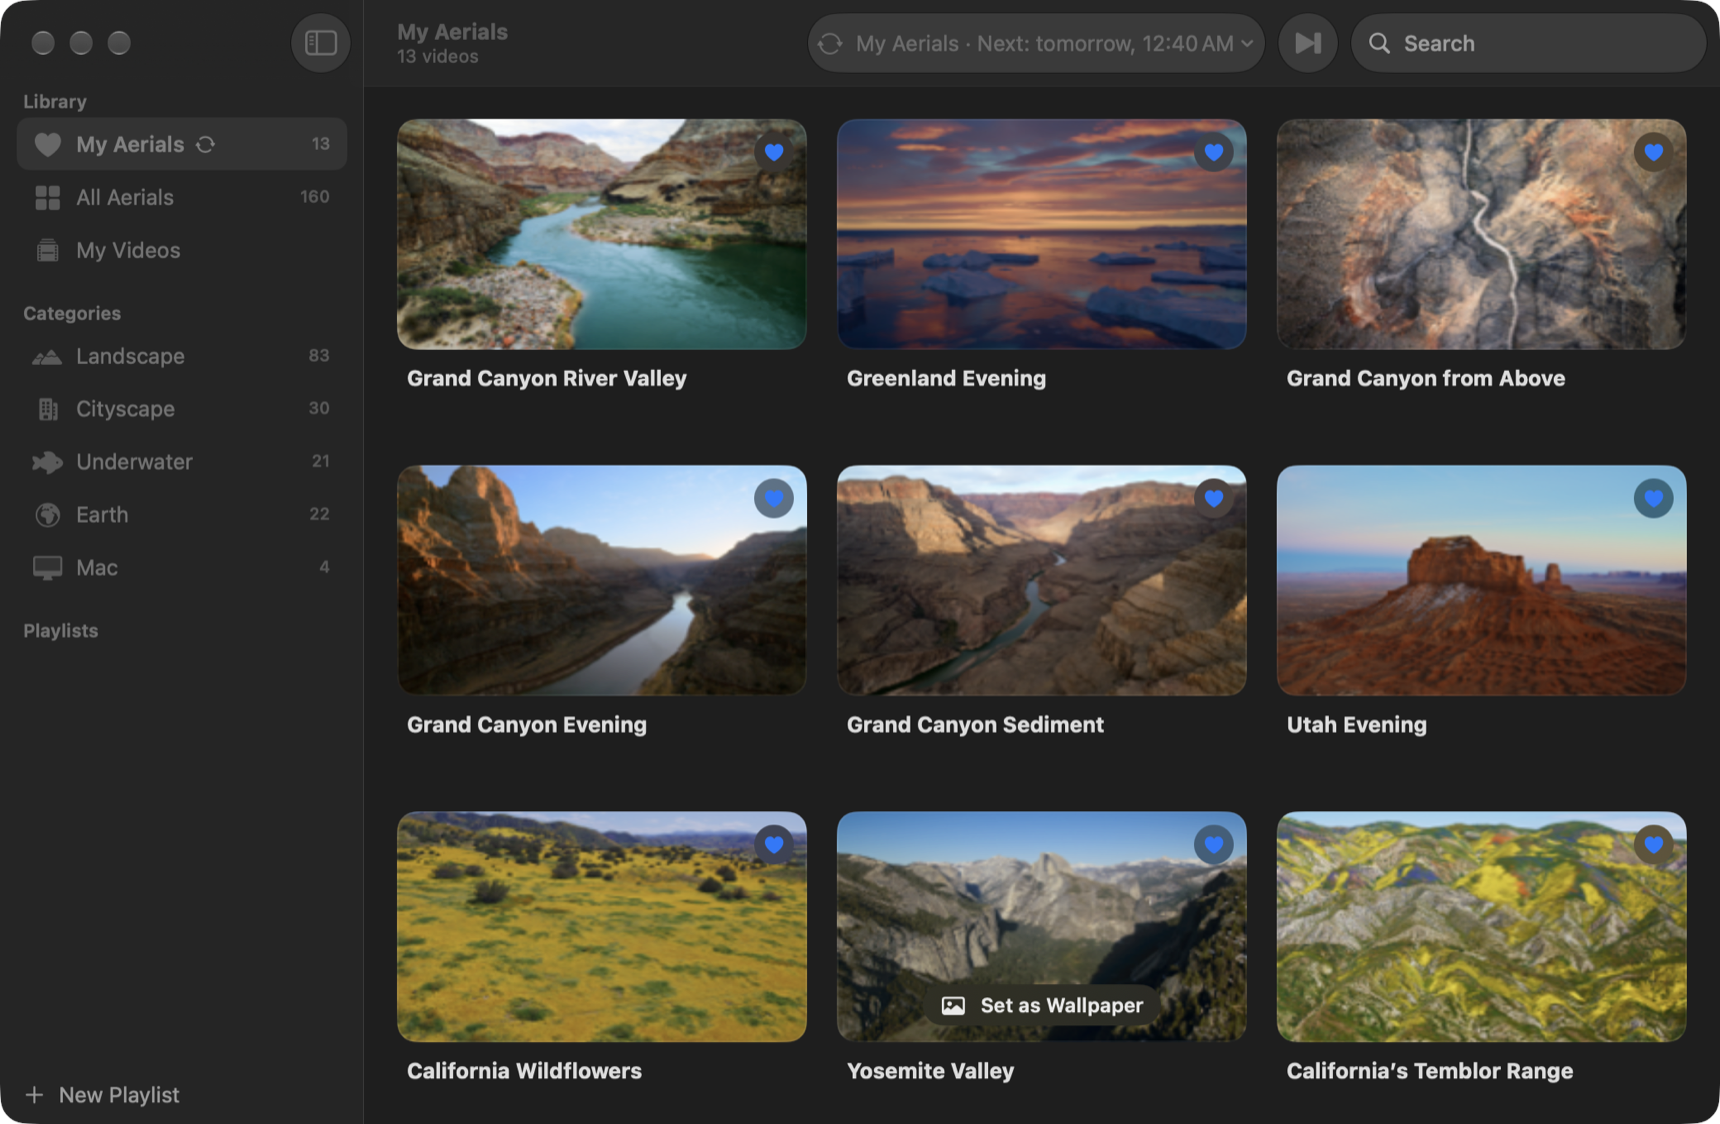 Library
My Aerials 13
All Aerials 160
My Videos
Categories
Landscape 83
Cityscape 30
Underwater 21
Earth 22
Mac 4
Playlists
New Playlist
My Aerials
13 videos
My Aerials · Next: tomorrow, 12:40 AM
Search
Grand Canyon River Valley
Greenland Evening
Grand Canyon from Above
Grand Canyon Evening
Grand Canyon Sediment
Utah Evening
Set as Wallpaper
California Wildflowers
Yosemite Valley
California’s Temblor Range